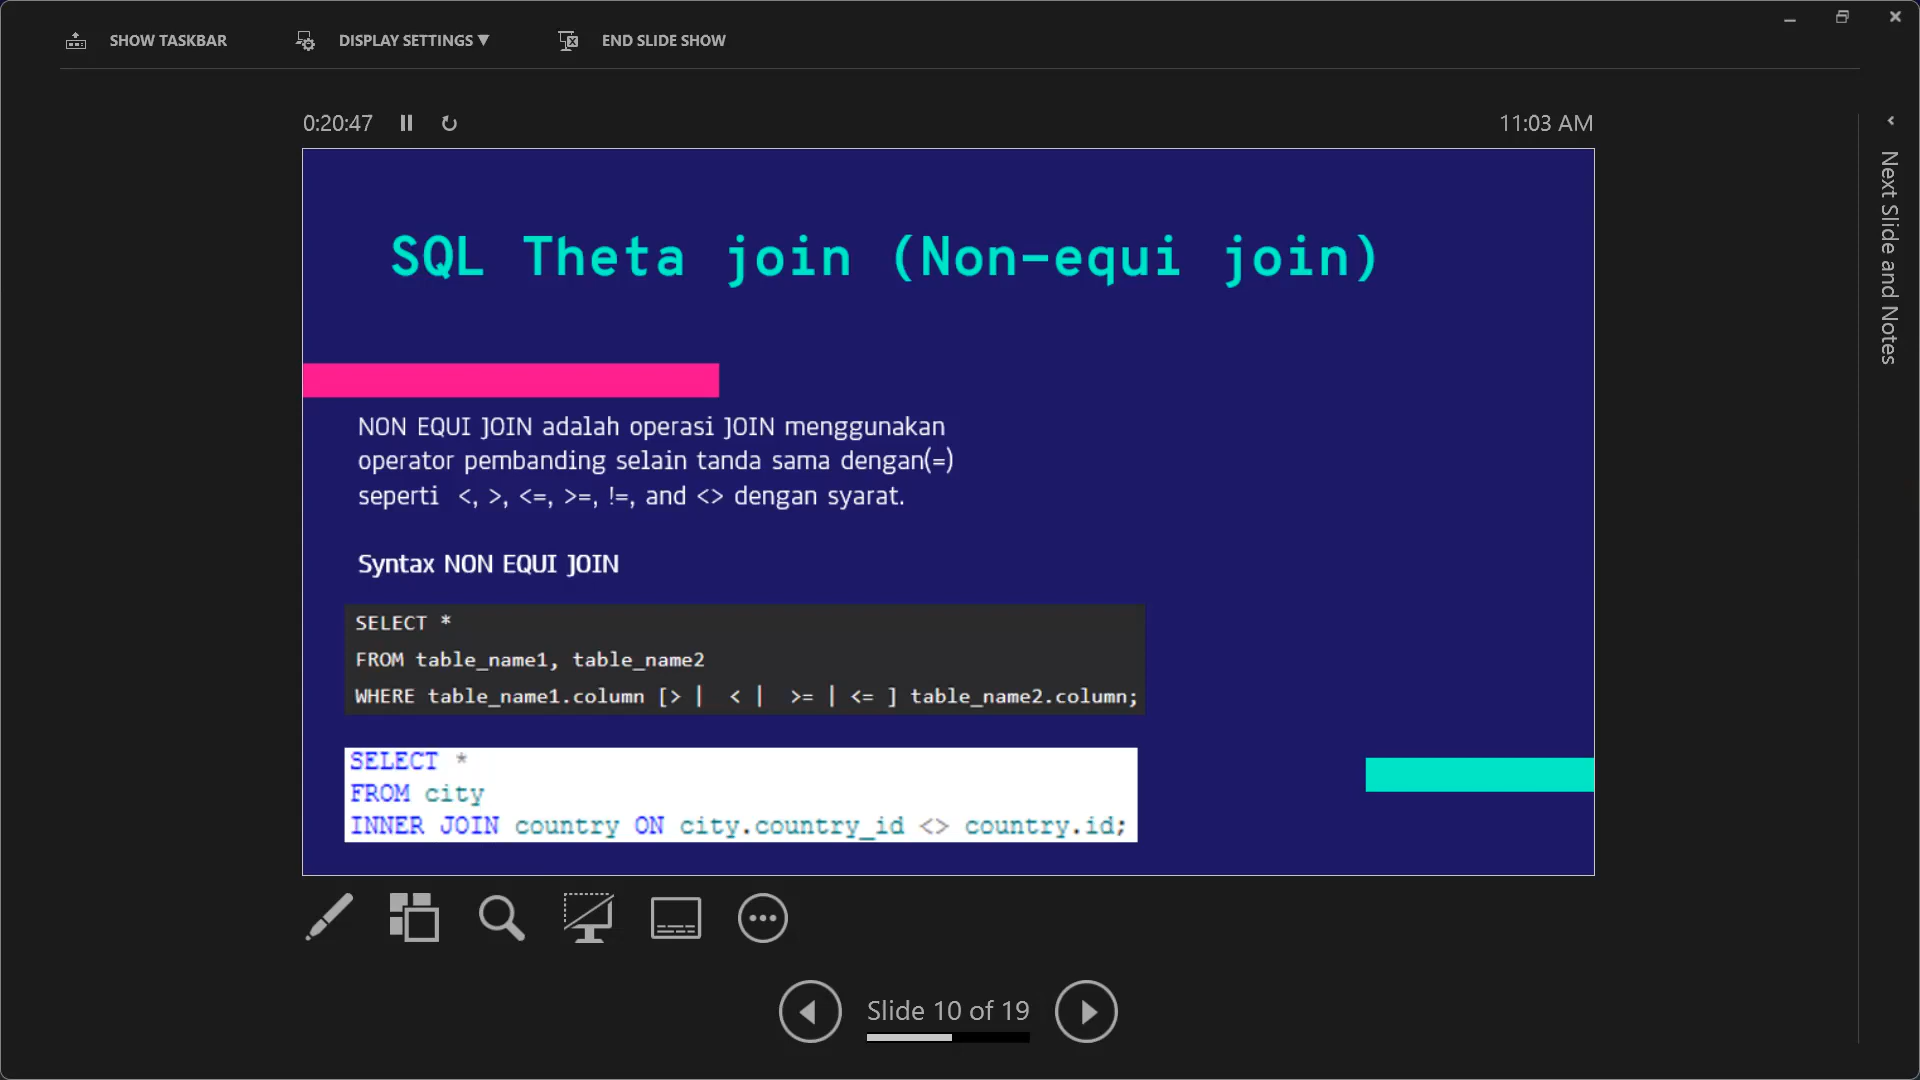 SHOW TASKBAR
DISPLAY SETTINGS ▼
END SLIDE SHOW
0:20:47
11:03 AM
SQL Theta join (Non-equi join)
NON EQUI JOIN adalah operasi JOIN menggunakan
operator pembanding selain tanda sama dengan(=)
seperti <, >, <=, >=, !=, and <> dengan syarat.
Syntax NON EQUI JOIN
SELECT *
FROM table_name1, table_name2
WHERE table_name1.column [> | < | >= | <= ] table_name2.column;
SELECT *
FROM city
INNER JOIN country ON city.country_id <> country.id;
Slide 10 of 19
Next Slide and Notes